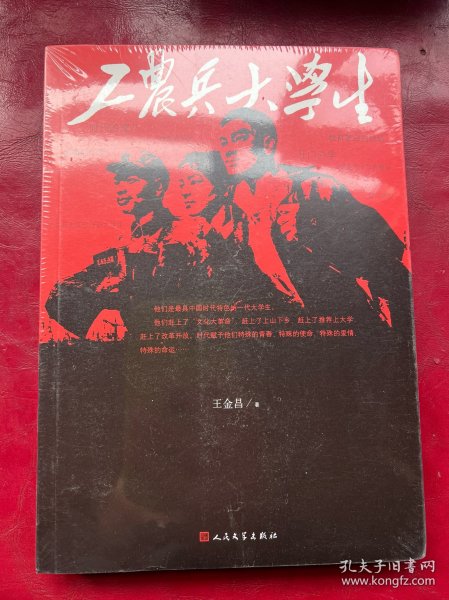 工農兵大學生
他们是最具中国时代特色的一代大学生。
他们赶上了“文化大革命”，赶上了上山下乡，赶上了推荐上大学，
赶上了改革开放。时代赋予他们特殊的青春、特殊的使命、特殊的爱情、
特殊的命运……
王金昌/著
人民文学出版社
孔夫子旧书网
www.kongfz.com